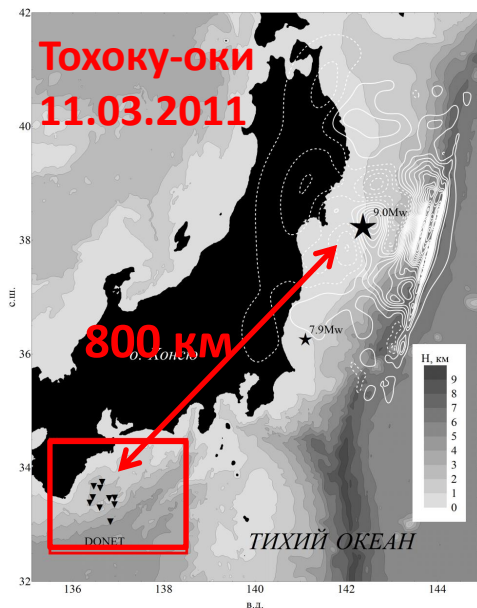 42
Тохоку-оки
11.03.2011
40
9.0Mw
38
с.ш.
7.9Mw
800 км
о. Хонсю
36
H, км
9
8
7
6
5
4
3
2
1
0
34
DONET
ТИХИЙ ОКЕАН
32
136
138
140
142
144
в.д.